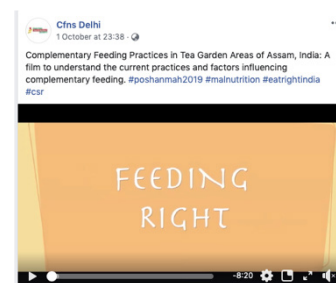 Cfns Delhi
1 October at 23:38 ·
Complementary Feeding Practices in Tea Garden Areas of Assam, India: A
film to understand the current practices and factors influencing
complementary feeding. #poshanmah2019 #malnutrition #eatrightindia
#csr
FEEDING
RIGHT
-8:20